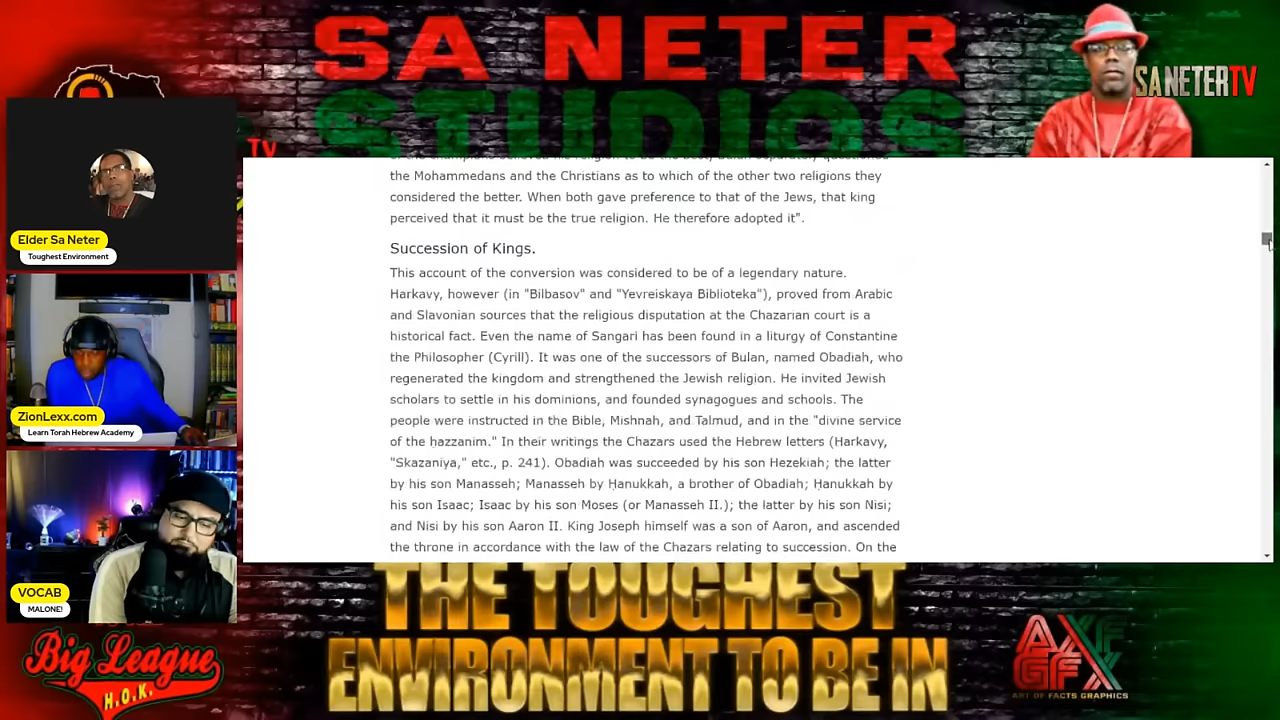 SA NETER
STUDIOS
SA NETER TV
TV
Elder Sa Neter
Toughest Environment
ZionLexx.com
Learn Torah Hebrew Academy
VOCAB
MALONE!
the Mohammedans and the Christians as to which of the other two religions they
considered the better. When both gave preference to that of the Jews, that king
perceived that it must be the true religion. He therefore adopted it".
Succession of Kings.
This account of the conversion was considered to be of a legendary nature.
Harkavy, however (in "Bilbasov" and "Yevreiskaya Biblioteka"), proved from Arabic
and Slavonian sources that the religious disputation at the Chazarian court is a
historical fact. Even the name of Sangari has been found in a liturgy of Constantine
the Philosopher (Cyrill). It was one of the successors of Bulan, named Obadiah, who
regenerated the kingdom and strengthened the Jewish religion. He invited Jewish
scholars to settle in his dominions, and founded synagogues and schools. The
people were instructed in the Bible, Mishnah, and Talmud, and in the "divine service
of the ḥazzanim." In their writings the Chazars used the Hebrew letters (Harkavy,
"Skazaniya," etc., p. 241). Obadiah was succeeded by his son Hezekiah; the latter
by his son Manasseh; Manasseh by Ḥanukkah, a brother of Obadiah; Ḥanukkah by
his son Isaac; Isaac by his son Moses (or Manasseh II.); the latter by his son Nisi;
and Nisi by his son Aaron II. King Joseph himself was a son of Aaron, and ascended
the throne in accordance with the law of the Chazars relating to succession. On the
THE TOUGHEST
ENVIRONMENT TO BE IN
Big League
H.O.K.
AXF
GFX
ART OF FACTS GRAPHICS